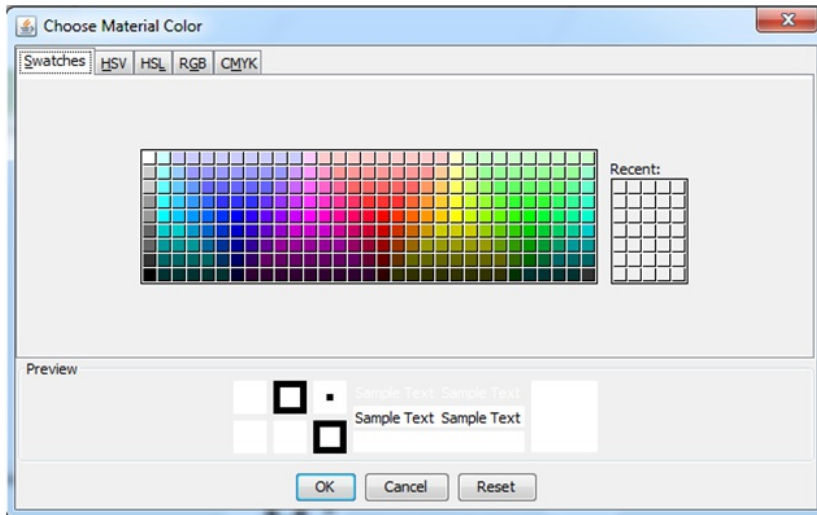 Choose Material Color
Swatches HSV HSL RGB CMYK
Recent:
Preview
Sample Text Sample Text
Sample Text Sample Text
OK Cancel Reset